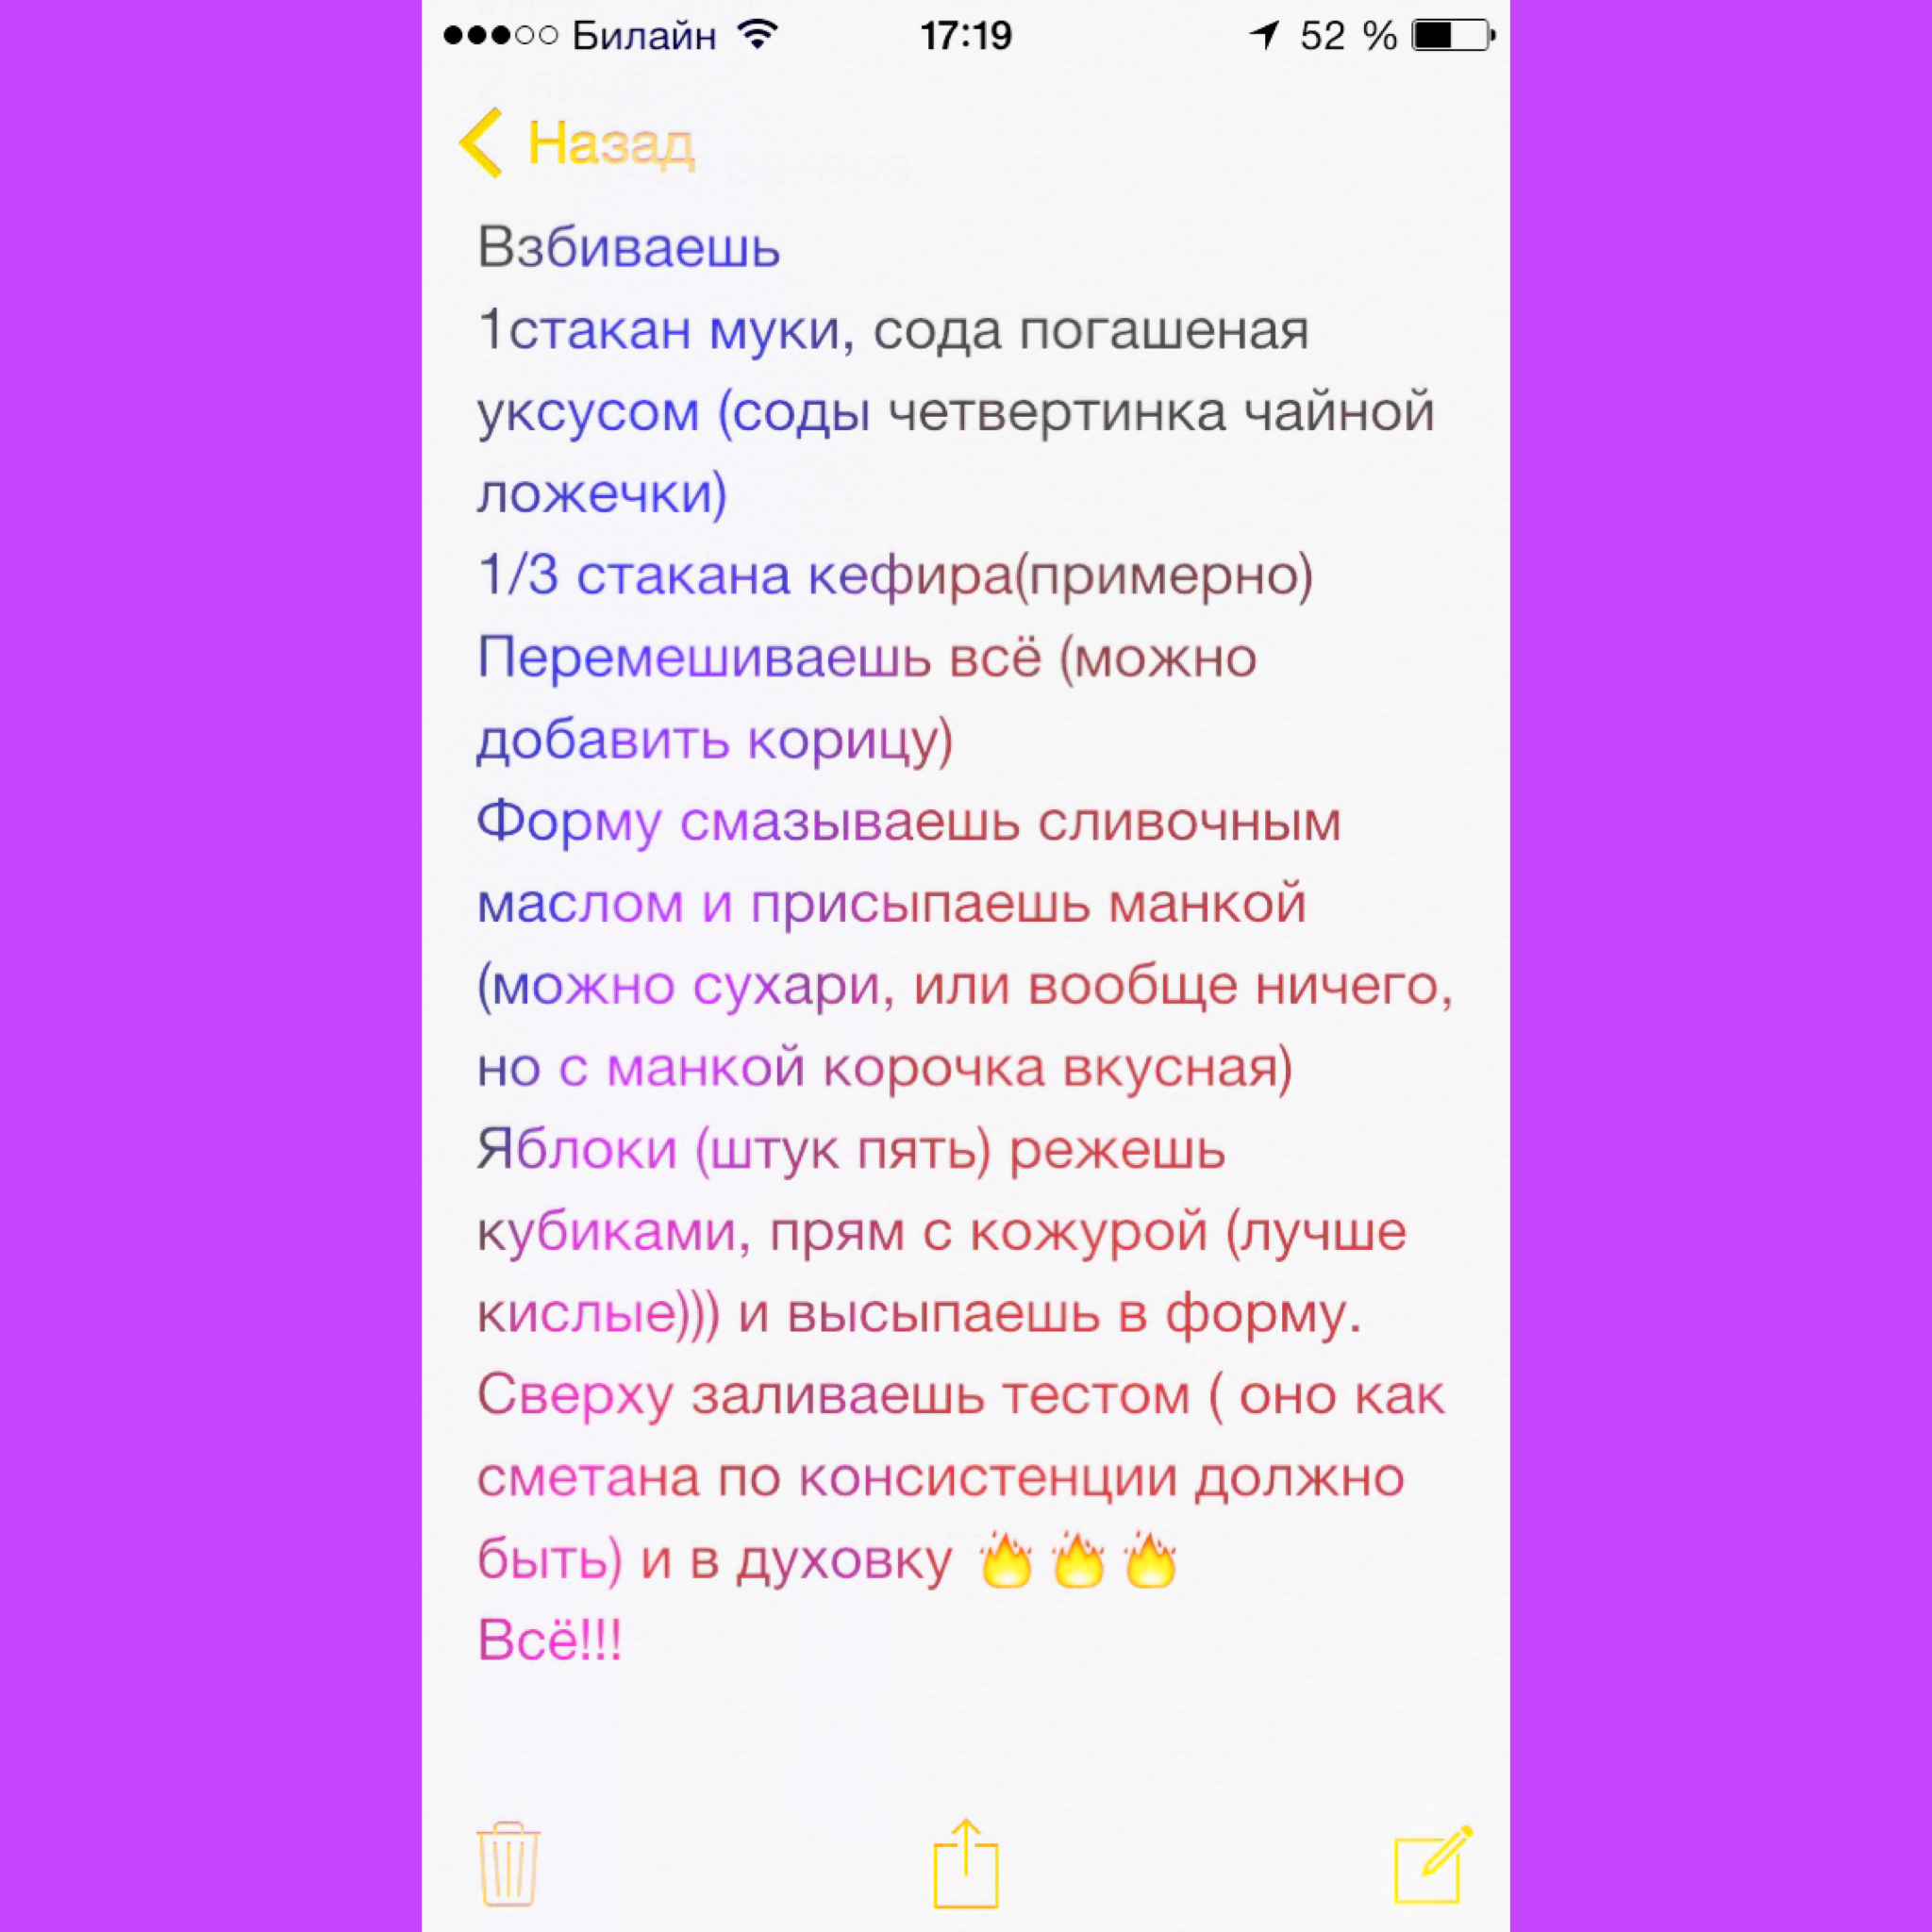 Билайн 17:19 52 %
Назад
Взбиваешь
1стакан муки, сода погашеная
уксусом (соды четвертинка чайной
ложечки)
1/3 стакана кефира(примерно)
Перемешиваешь всё (можно
добавить корицу)
Форму смазываешь сливочным
маслом и присыпаешь манкой
(можно сухари, или вообще ничего,
но с манкой корочка вкусная)
Яблоки (штук пять) режешь
кубиками, прям с кожурой (лучше
кислые))) и высыпаешь в форму.
Сверху заливаешь тестом ( оно как
сметана по консистенции должно
быть) и в духовку 🔥🔥🔥
Всё!!!